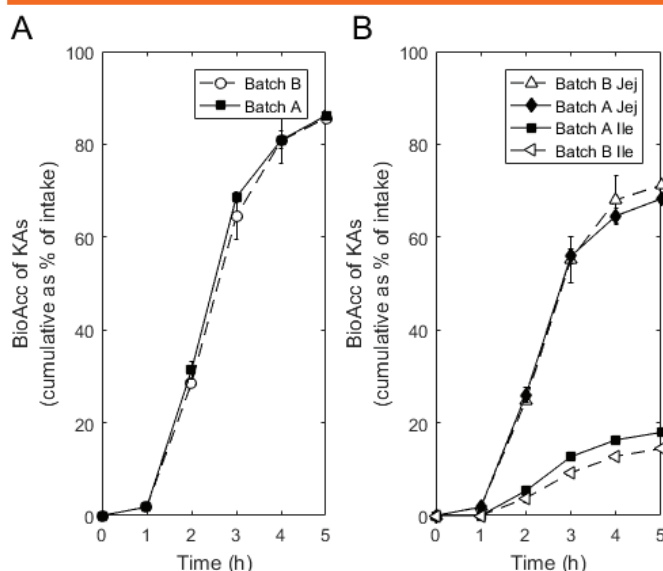 A
BioAcc of KAs
(cumulative as % of intake)
100
80
60
40
20
0
Batch B
Batch A
0 1 2 3 4 5
Time (h)
B
BioAcc of KAs
(cumulative as % of intake)
100
80
60
40
20
0
Batch B Jej
Batch A Jej
Batch A Ile
Batch B Ile
0 1 2 3 4 5
Time (h)